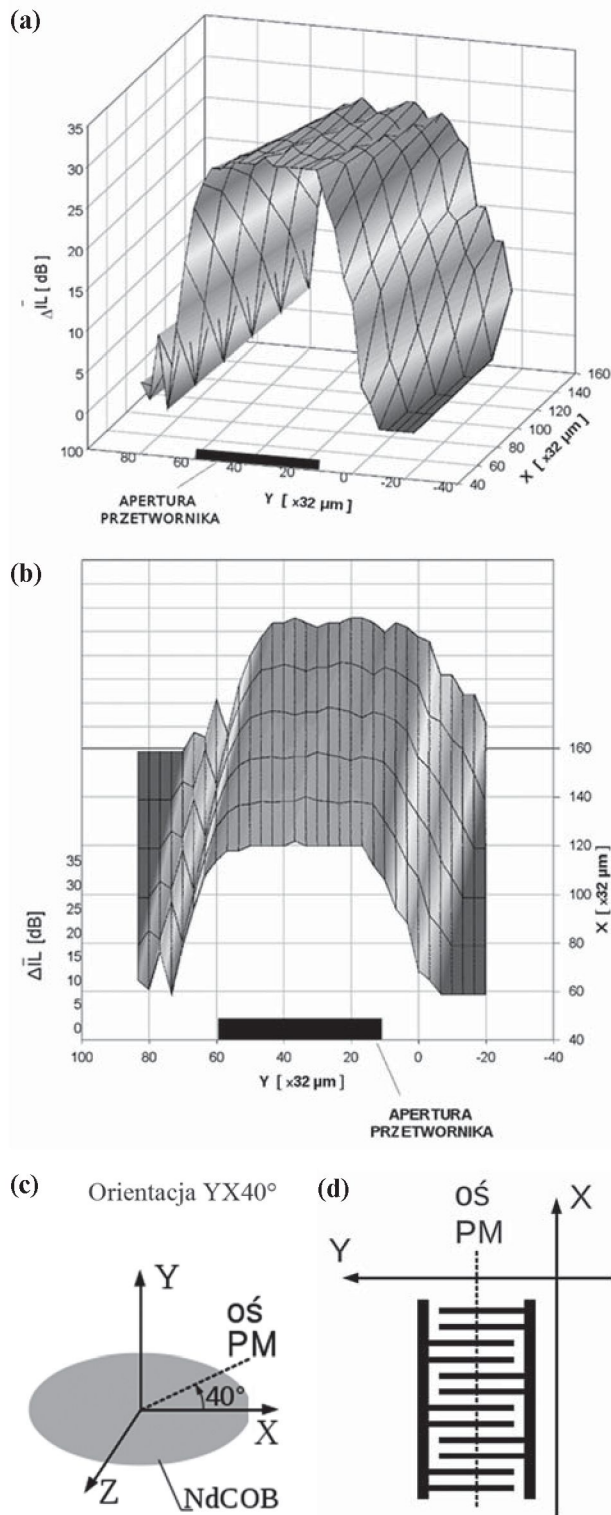 (a)
35
30
25
20
15
10
5
0
Δ̄IL [ dB]
100
80
60
40
20
0
-20
-40
Y [ x32 µm ]
40
60
80
100
120
140
160
X [ x32 µm ]
APERTURA
PRZETWORNIKA
(b)
35
30
25
20
15
10
5
0
ΔĪL [dB]
160
140
120
100
80
60
40
X [x32 µm]
100
80
60
40
20
0
-20
-40
Y [ x32 µm ]
APERTURA
PRZETWORNIKA
(c)
Orientacja YX40°
Y
oś
PM
40°
X
Z
NdCOB
(d)
oś
PM
X
Y